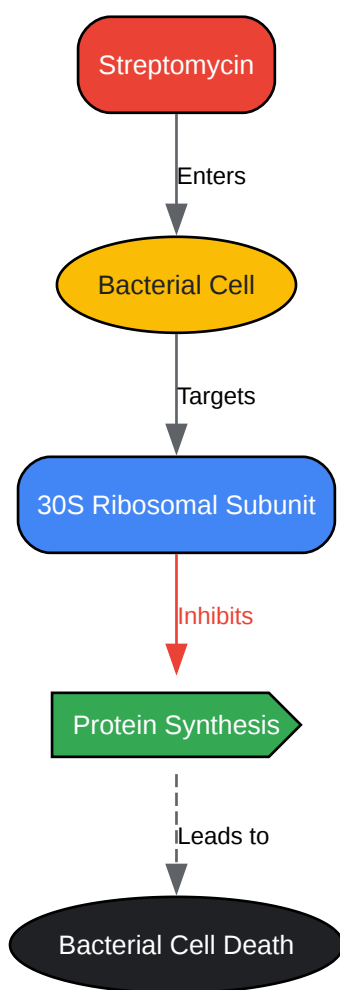 Streptomycin
Enters
Bacterial Cell
Targets
30S Ribosomal Subunit
Inhibits
Protein Synthesis
Leads to
Bacterial Cell Death